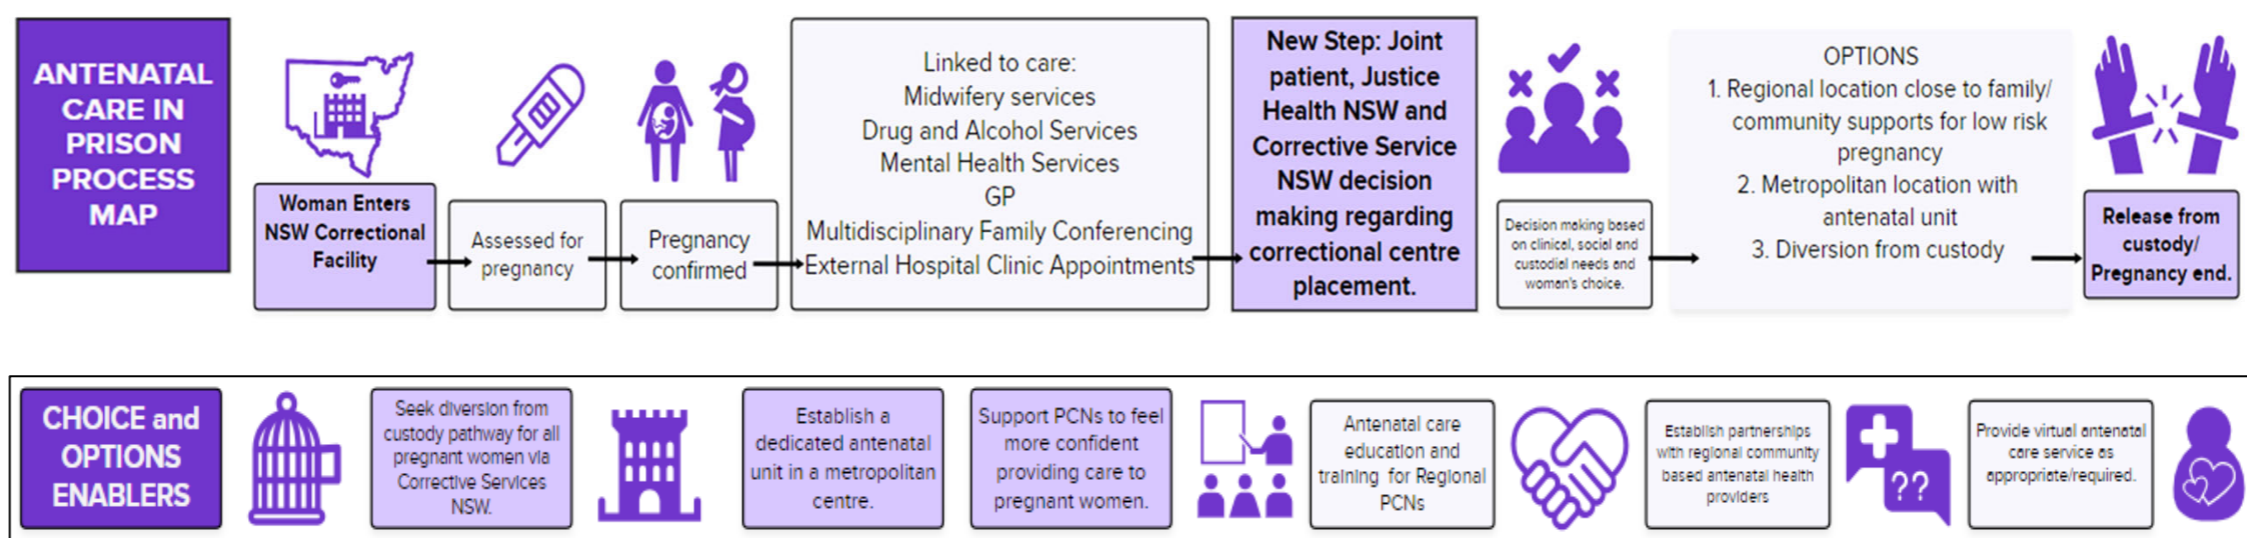 ANTENATAL
CARE IN
PRISON
PROCESS
MAP
Woman Enters
NSW Correctional
Facility
Assessed for
pregnancy
Pregnancy
confirmed
Linked to care:
Midwifery services
Drug and Alcohol Services
Mental Health Services
GP
Multidisciplinary Family Conferencing
External Hospital Clinic Appointments
New Step: Joint
patient, Justice
Health NSW and
Corrective Service
NSW decision
making regarding
correctional centre
placement.
Decision making based
on clinical, social and
custodial needs and
woman's choice.
OPTIONS
1. Regional location close to family/
community supports for low risk
pregnancy
2. Metropolitan location with
antenatal unit
3. Diversion from custody
Release from
custody/
Pregnancy end.
CHOICE and
OPTIONS
ENABLERS
Seek diversion from
custody pathway for all
pregnant women via
Corrective Services
NSW.
Establish a
dedicated antenatal
unit in a metropolitan
centre.
Support PCNs to feel
more confident
providing care to
pregnant women.
Antenatal care
education and
training for Regional
PCNs
Establish partnerships
with regional community
based antenatal health
providers
??
Provide virtual antenatal
care service as
appropriate/required.